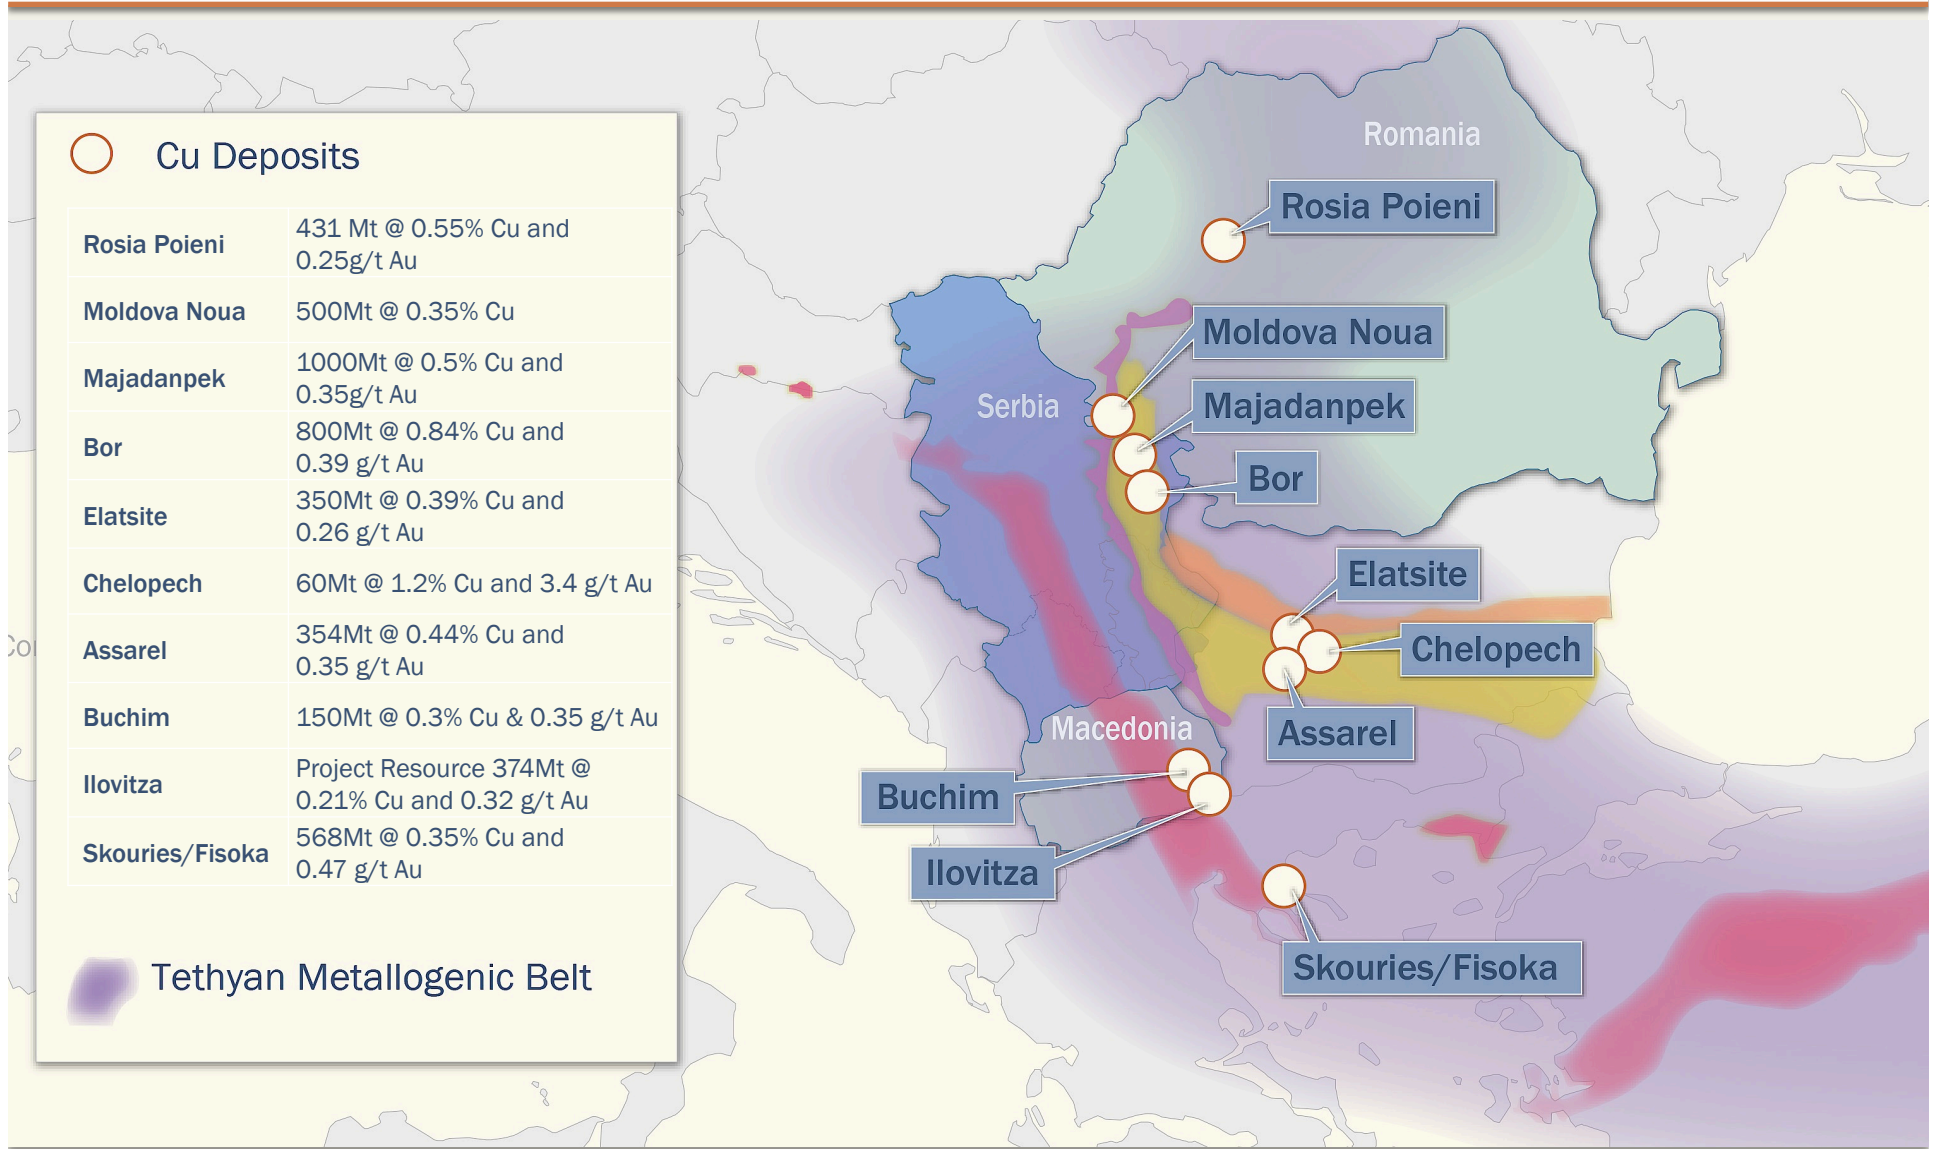 Cu Deposits
Rosia Poieni
431 Mt @ 0.55% Cu and
0.25g/t Au
Moldova Noua
500Mt @ 0.35% Cu
Majadanpek
1000Mt @ 0.5% Cu and
0.35g/t Au
Bor
800Mt @ 0.84% Cu and
0.39 g/t Au
Elatsite
350Mt @ 0.39% Cu and
0.26 g/t Au
Chelopech
60Mt @ 1.2% Cu and 3.4 g/t Au
Assarel
354Mt @ 0.44% Cu and
0.35 g/t Au
Buchim
150Mt @ 0.3% Cu & 0.35 g/t Au
Ilovitza
Project Resource 374Mt @
0.21% Cu and 0.32 g/t Au
Skouries/Fisoka
568Mt @ 0.35% Cu and
0.47 g/t Au
Tethyan Metallogenic Belt
Romania
Rosia Poieni
Moldova Noua
Serbia
Majadanpek
Bor
Elatsite
Chelopech
Macedonia
Assarel
Buchim
Ilovitza
Skouries/Fisoka